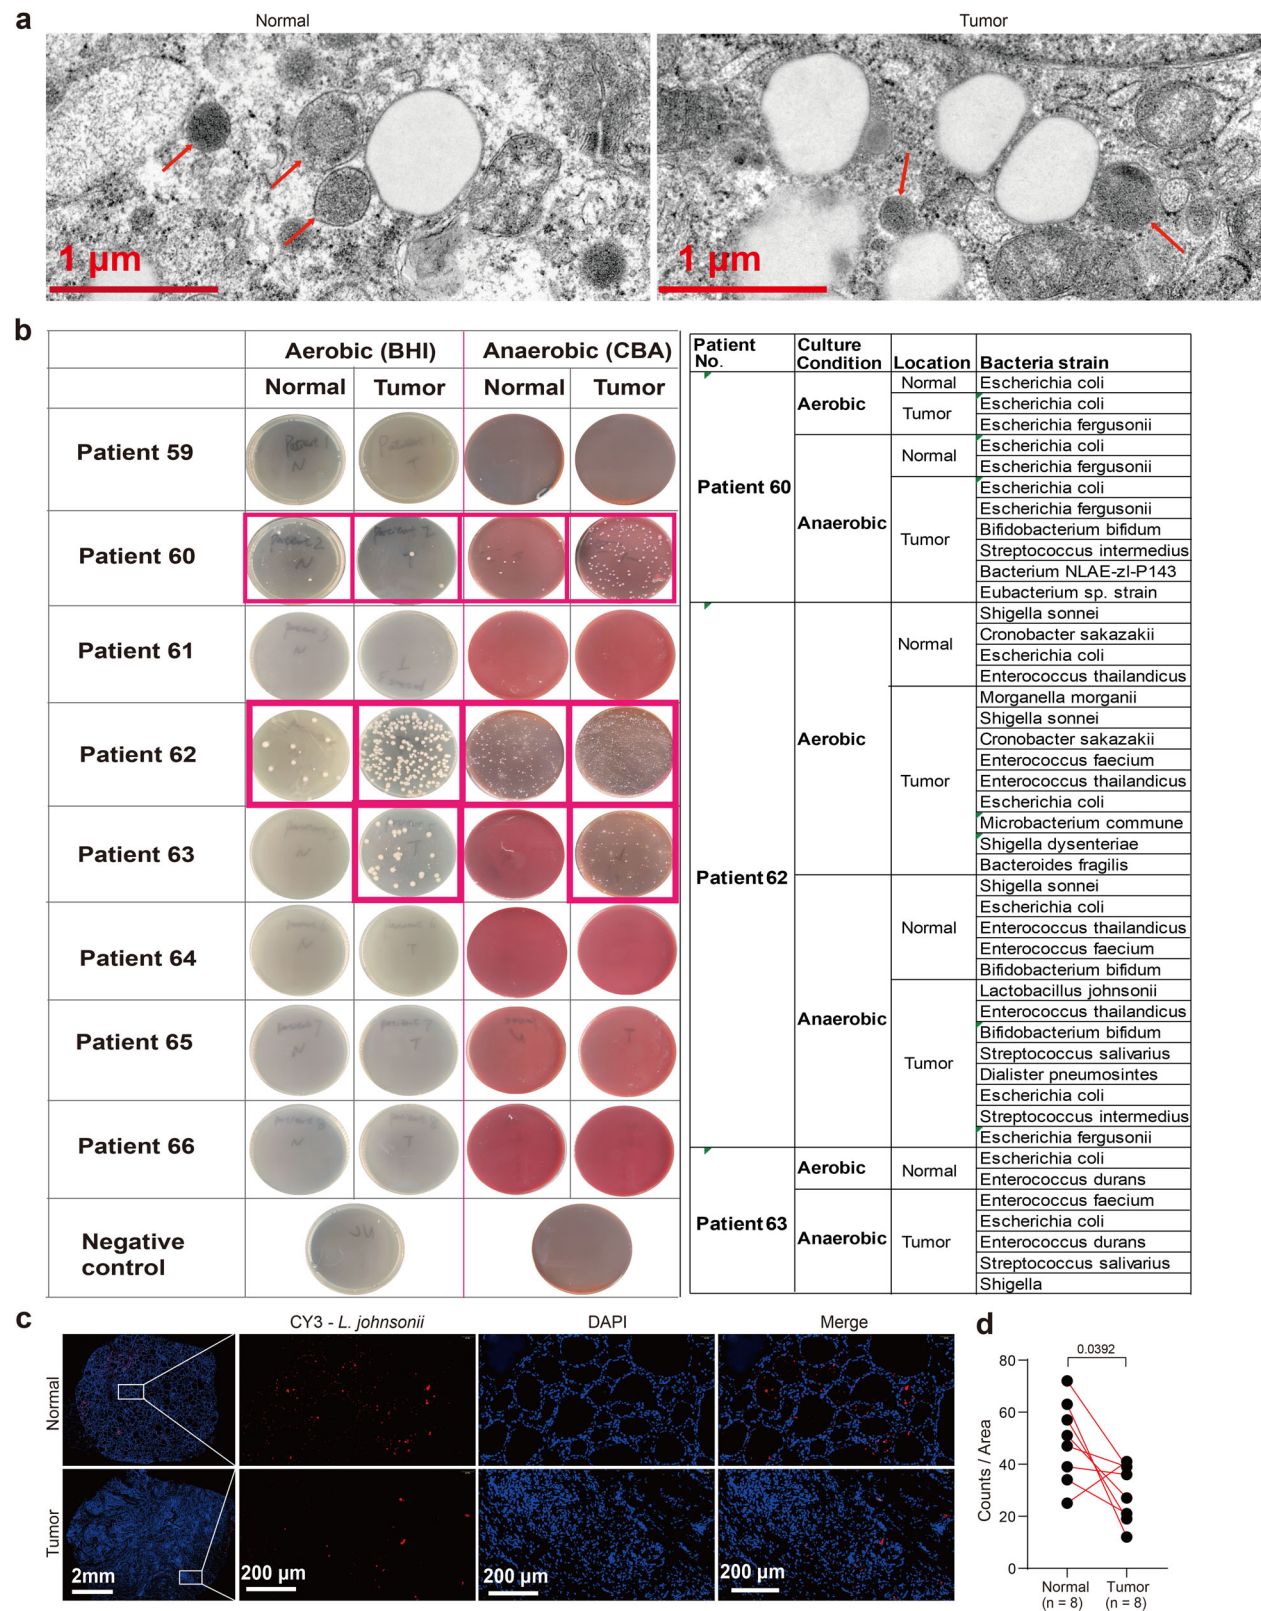 a
Normal
Tumor
1 μm
1 μm
b
Aerobic (BHI)
Anaerobic (CBA)
Normal
Tumor
Normal
Tumor
Patient 59
Patient 60
Patient 61
Patient 62
Patient 63
Patient 64
Patient 65
Patient 66
Negative
control
Patient
No.
Culture
Condition
Location
Bacteria strain
Patient 60
Aerobic
Normal
Escherichia coli
Tumor
Escherichia coli
Escherichia fergusonii
Anaerobic
Normal
Escherichia coli
Escherichia fergusonii
Tumor
Escherichia coli
Escherichia fergusonii
Bifidobacterium bifidum
Streptococcus intermedius
Bacterium NLAE-zl-P143
Eubacterium sp. strain
Patient 62
Aerobic
Normal
Shigella sonnei
Cronobacter sakazakii
Escherichia coli
Enterococcus thailandicus
Tumor
Morganella morganii
Shigella sonnei
Cronobacter sakazakii
Enterococcus faecium
Enterococcus thailandicus
Escherichia coli
Microbacterium commune
Shigella dysenteriae
Bacteroides fragilis
Anaerobic
Normal
Shigella sonnei
Escherichia coli
Enterococcus thailandicus
Enterococcus faecium
Bifidobacterium bifidum
Tumor
Lactobacillus johnsonii
Enterococcus thailandicus
Bifidobacterium bifidum
Streptococcus salivarius
Dialister pneumosintes
Escherichia coli
Streptococcus intermedius
Escherichia fergusonii
Patient 63
Aerobic
Normal
Escherichia coli
Enterococcus durans
Anaerobic
Tumor
Enterococcus faecium
Escherichia coli
Enterococcus durans
Streptococcus salivarius
Shigella
c
CY3 - L. johnsonii
DAPI
Merge
Normal
Tumor
2mm
200 μm
200 μm
200 μm
d
0.0392
80
60
40
20
0
Counts / Area
Normal
(n = 8)
Tumor
(n = 8)